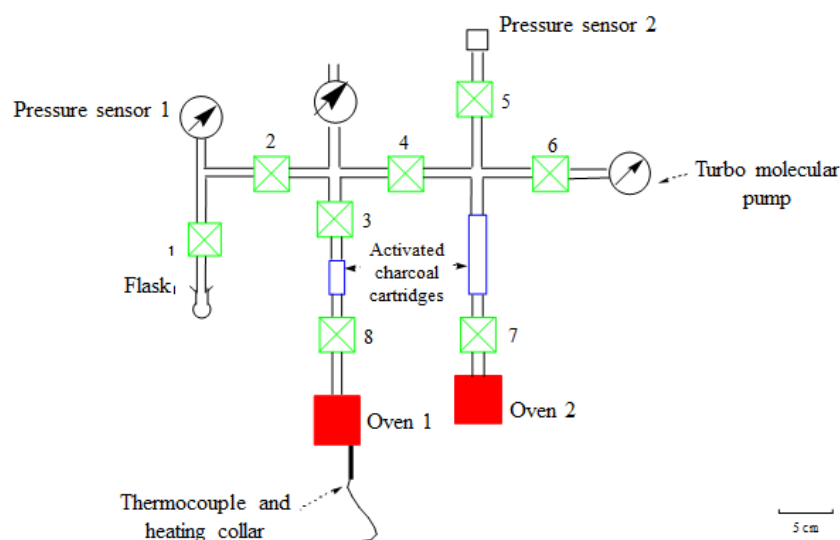 Pressure sensor 2
Pressure sensor 1
5
2
4
6
Turbo molecular
pump
3
1
Activated
charcoal
cartridges
Flask
8
7
Oven 1
Oven 2
Thermocouple and
heating collar
5 cm